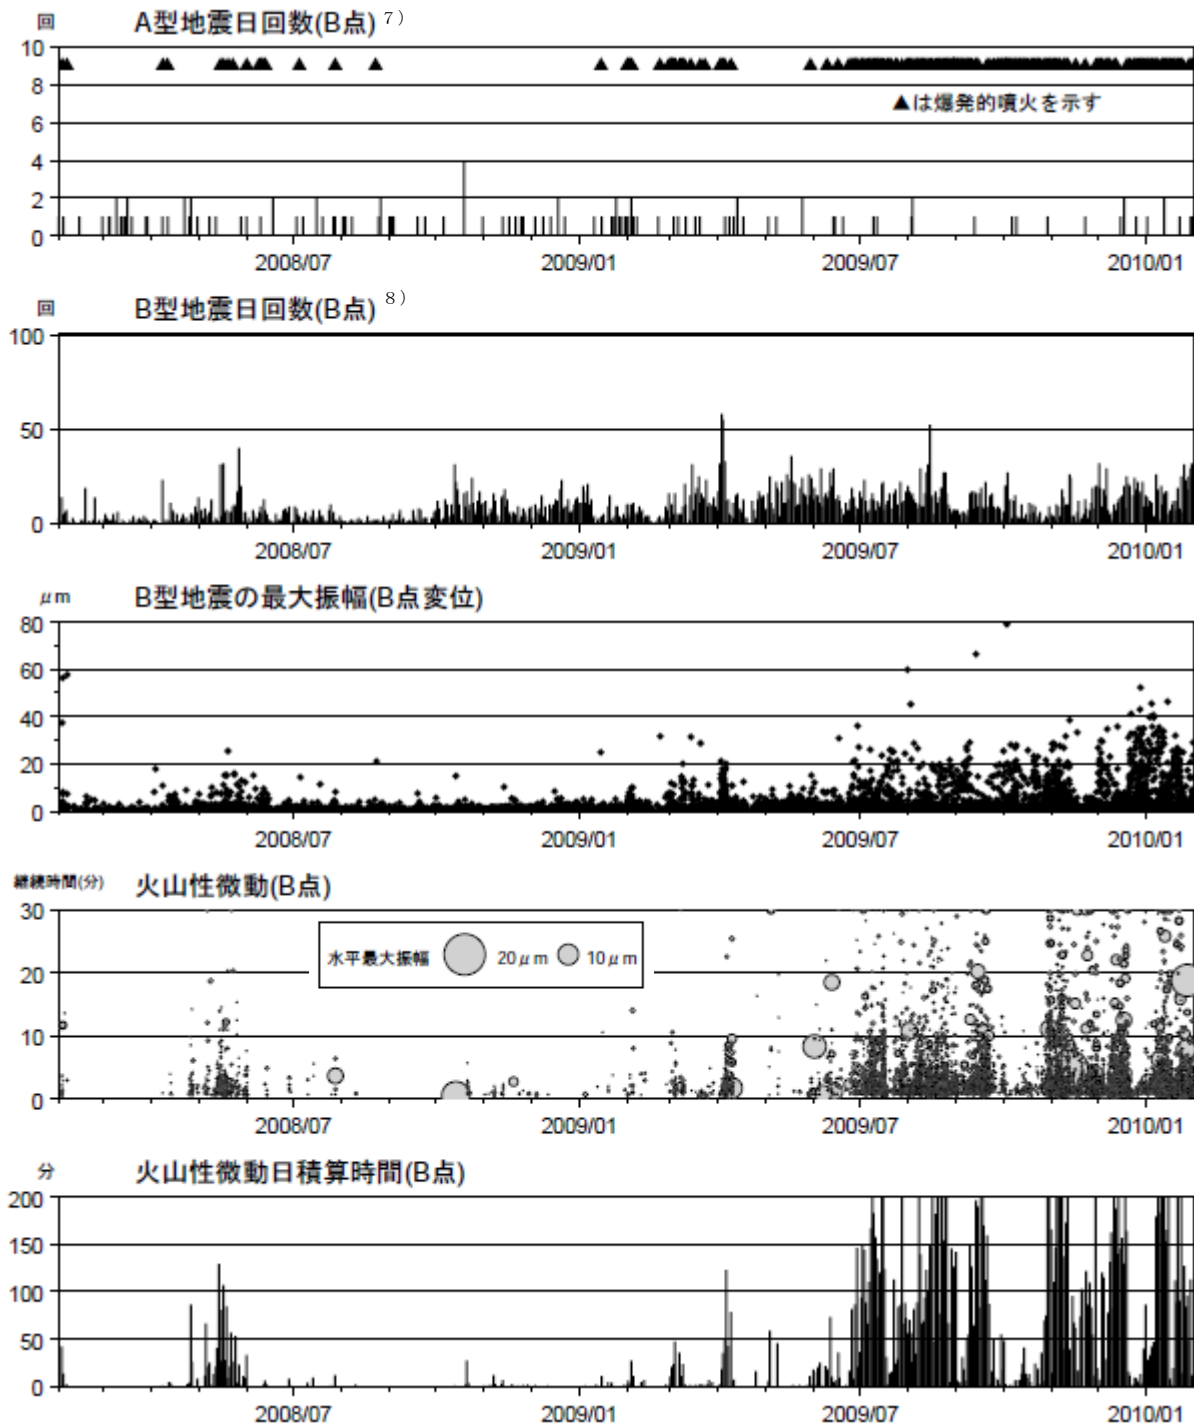 回 A型地震日回数(B点) 7)
10
8
▲は爆発的噴火を示す
6
4
2
0
2008/07 2009/01 2009/07 2010/01
回 B型地震日回数(B点) 8)
100
50
0
2008/07 2009/01 2009/07 2010/01
μm B型地震の最大振幅(B点変位)
80
60
40
20
0
2008/07 2009/01 2009/07 2010/01
継続時間(分) 火山性微動(B点)
30
水平最大振幅 20μm 10μm
20
10
0
2008/07 2009/01 2009/07 2010/01
分 火山性微動日積算時間(B点)
200
150
100
50
0
2008/07 2009/01 2009/07 2010/01